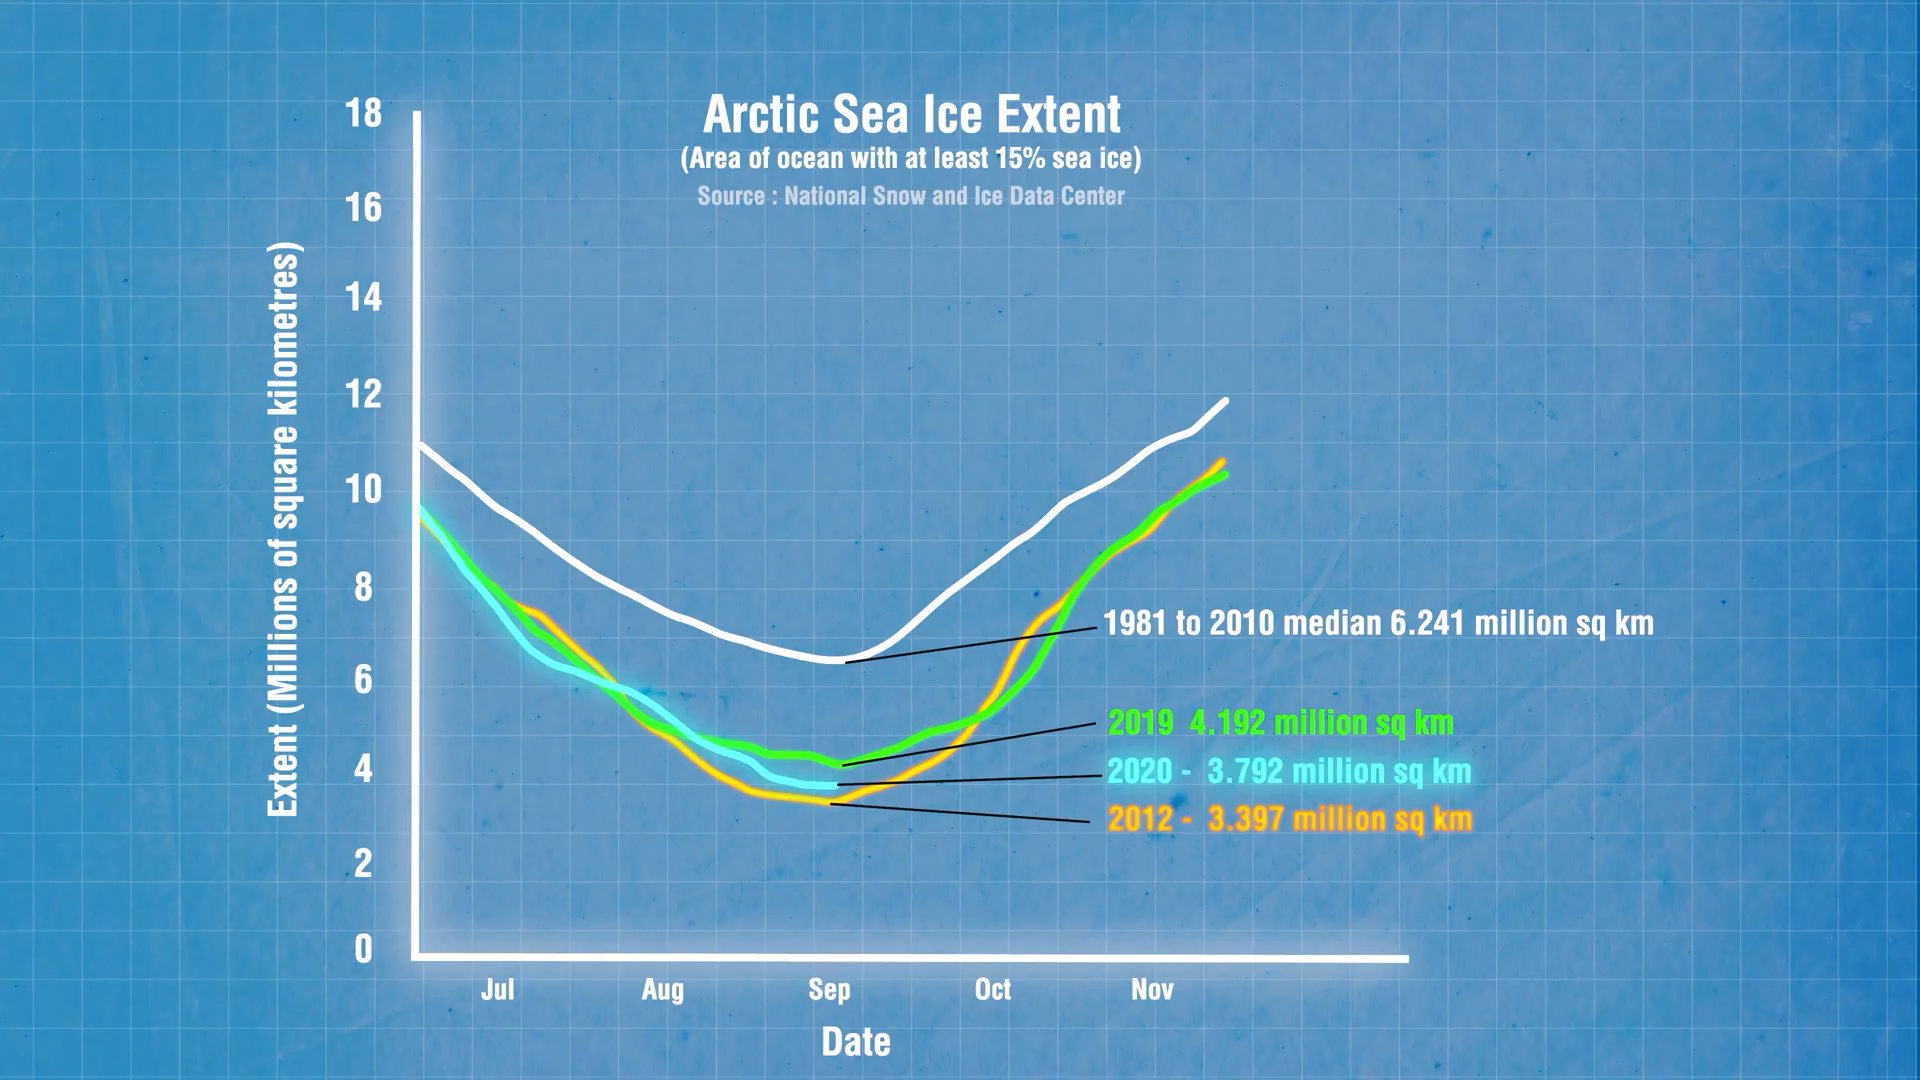 Arctic Sea Ice Extent
(Area of ocean with at least 15% sea ice)
Source : National Snow and Ice Data Center
Extent (Millions of square kilometres)
18
16
14
12
10
8
6
4
2
0
1981 to 2010 median 6.241 million sq km
2019 4.192 million sq km
2020 - 3.792 million sq km
2012 - 3.397 million sq km
Jul Aug Sep Oct Nov
Date